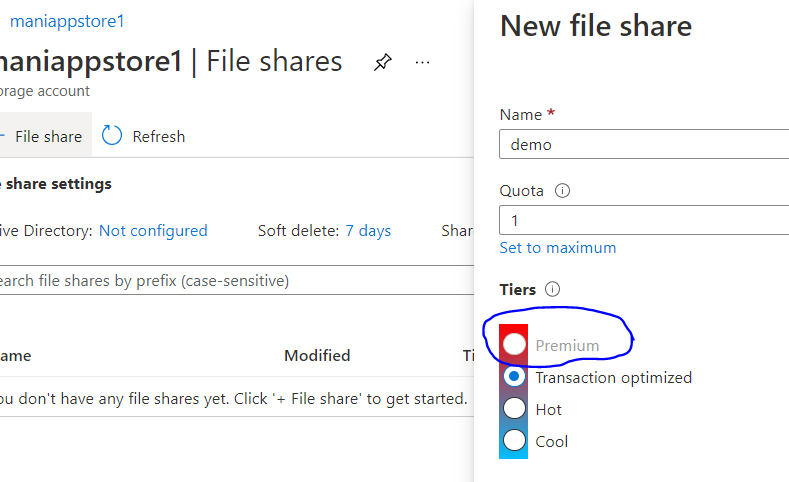 maniappstore1
naniappstore1 | File shares ...
orage account
File share Refresh
share settings
ive Directory: Not configured Soft delete: 7 days Shar
earch file shares by prefix (case-sensitive)
ame Modified Ti
ou don't have any file shares yet. Click '+ File share' to get started.
New file share
Name *
demo
Quota
1
Set to maximum
Tiers
Premium
Transaction optimized
Hot
Cool